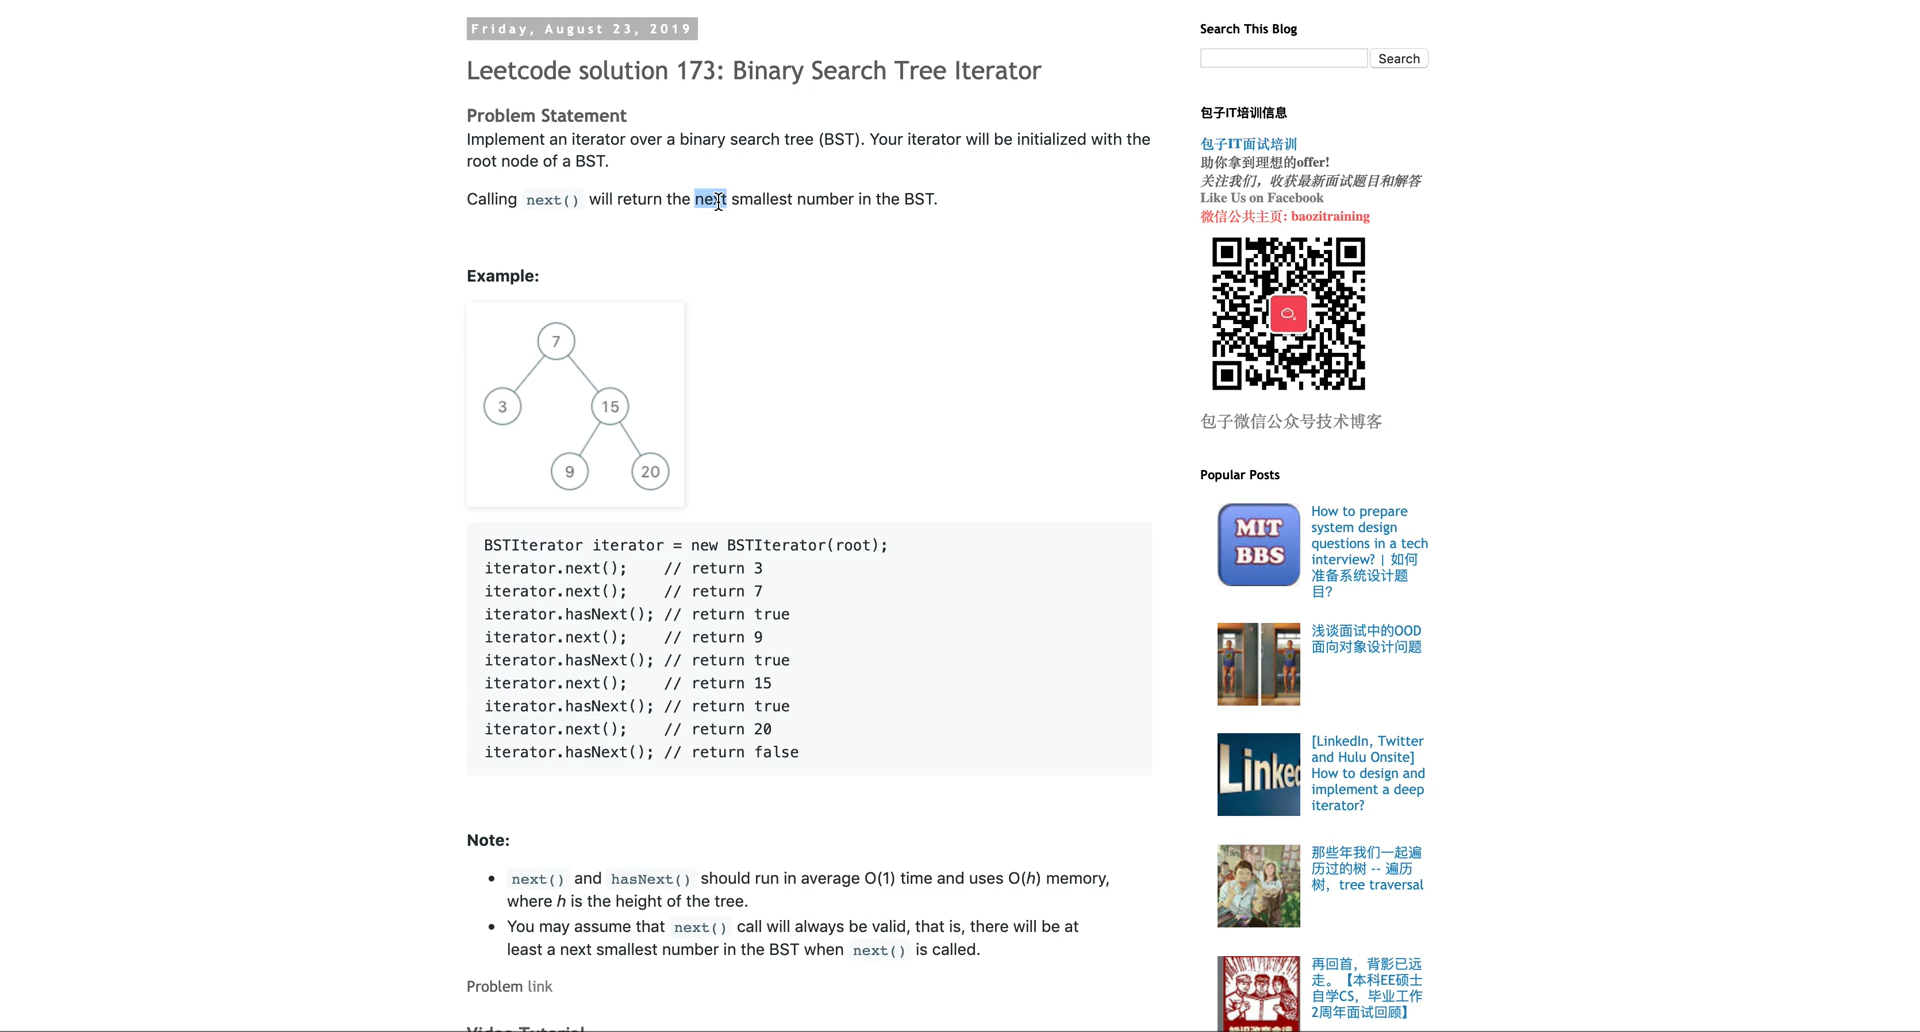 Friday, August 23, 2019
Leetcode solution 173: Binary Search Tree Iterator
Problem Statement
Implement an iterator over a binary search tree (BST). Your iterator will be initialized with the
root node of a BST.
Calling next() will return the next smallest number in the BST.
Example:
7
3
15
9
20
BSTIterator iterator = new BSTIterator(root);
iterator.next();    // return 3
iterator.next();    // return 7
iterator.hasNext(); // return true
iterator.next();    // return 9
iterator.hasNext(); // return true
iterator.next();    // return 15
iterator.hasNext(); // return true
iterator.next();    // return 20
iterator.hasNext(); // return false
Note:
next() and hasNext() should run in average O(1) time and uses O(h) memory,
where h is the height of the tree.
You may assume that next() call will always be valid, that is, there will be at
least a next smallest number in the BST when next() is called.
Problem link
Video Tutorial
Search This Blog
Search
包子IT培训信息
包子IT面试培训
助你拿到理想的offer!
关注我们，收获最新面试题目和解答
Like Us on Facebook
微信公共主页: baozitraining
包子微信公众号技术博客
Popular Posts
MIT
BBS
How to prepare
system design
questions in a tech
interview? | 如何
准备系统设计题
目?
浅谈面试中的OOD
面向对象设计问题
Linke
[LinkedIn, Twitter
and Hulu Onsite]
How to design and
implement a deep
iterator?
那些年我们一起遍
历过的树 -- 遍历
树，tree traversal
再回首，背影已远
走。【本科EE硕士
自学CS，毕业工作
2周年面试回顾】